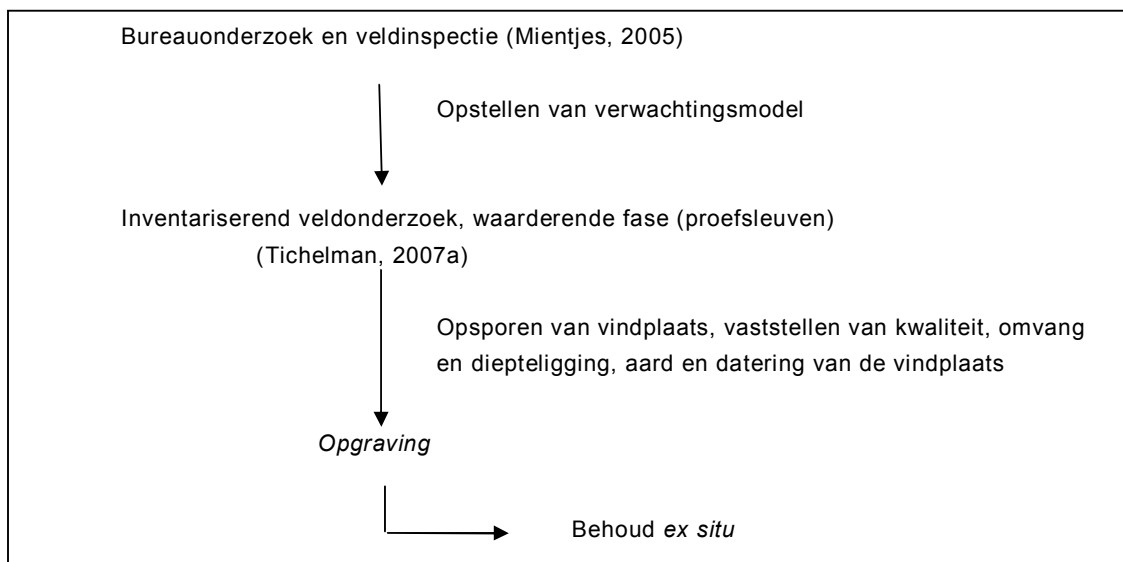 Bureauonderzoek en veldinspectie (Mientjes, 2005)
Opstellen van verwachtingsmodel
Inventariserend veldonderzoek, waarderende fase (proefsleuven)
(Tichelman, 2007a)
Opsporen van vindplaats, vaststellen van kwaliteit, omvang
en diepteligging, aard en datering van de vindplaats
Opgraving
Behoud ex situ